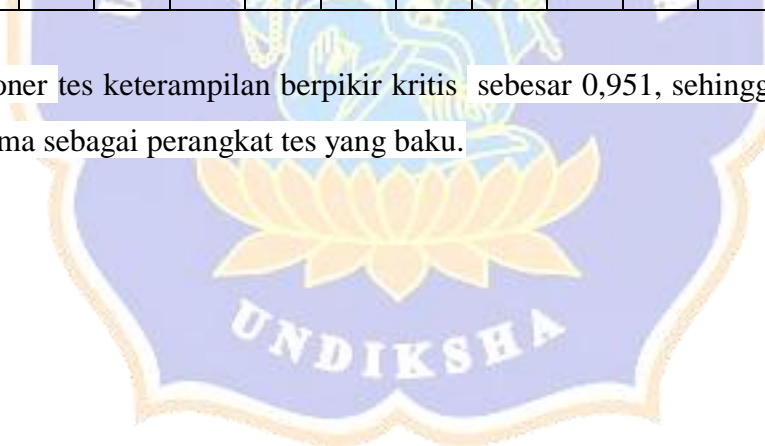 oner tes keterampilan berpikir kritis sebesar 0,951, sehingg
ma sebagai perangkat tes yang baku.
UNDIKSHA